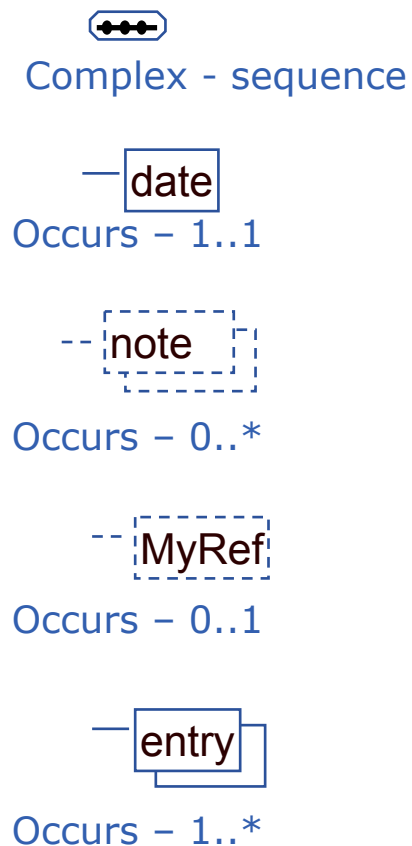 Complex - sequence
date
Occurs – 1..1
note
Occurs – 0..*
MyRef
Occurs – 0..1
entry
Occurs – 1..*